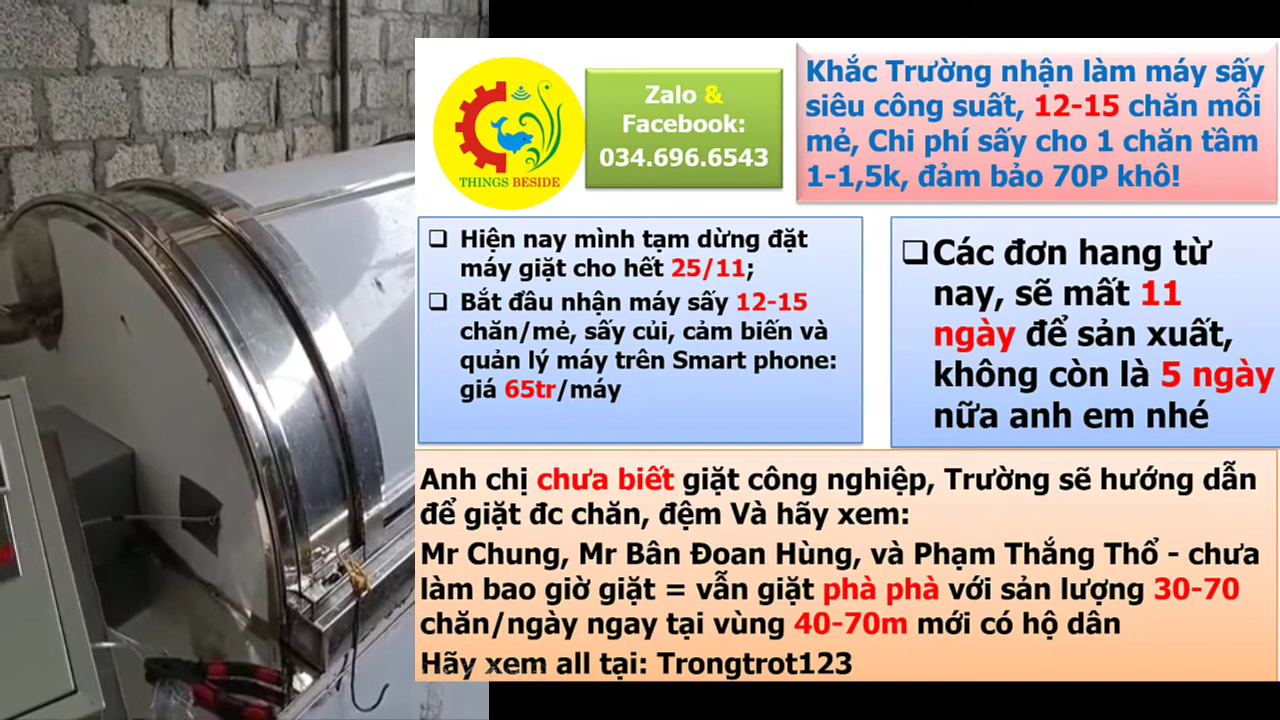 THINGS BESIDE
Zalo &
Facebook:
034.696.6543
Khắc Trường nhận làm máy sấy
siêu công suất, 12-15 chăn mỗi
mẻ, Chi phí sấy cho 1 chăn tầm
1-1,5k, đảm bảo 70P khô!
❑ Hiện nay mình tạm dừng đặt
máy giặt cho hết 25/11;
❑ Bắt đâu nhận máy sấy 12-15
chăn/mẻ, sấy củi, cảm biến và
quản lý máy trên Smart phone:
giá 65tr/máy
❑ Các đơn hang từ
nay, sẽ mất 11
ngày để sản xuất,
không còn là 5 ngày
nữa anh em nhé
Anh chị chưa biết giặt công nghiệp, Trường sẽ hướng dẫn
để giặt đc chăn, đệm Và hãy xem:
Mr Chung, Mr Bân Đoan Hùng, và Phạm Thắng Thổ - chưa
làm bao giờ giặt = vẫn giặt phà phà với sản lượng 30-70
chăn/ngày ngay tại vùng 40-70m mới có hộ dân
Hãy xem all tại: Trongtrot123